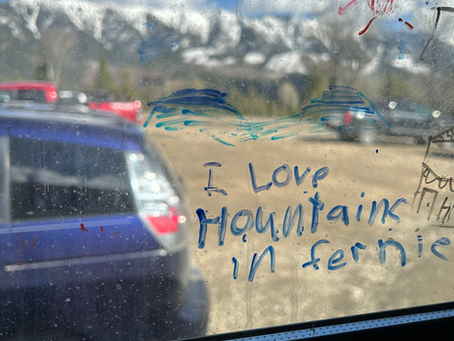 I Love
Mountains
in fernie